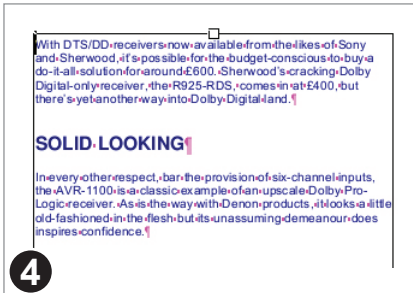 With DTS/DD receivers now available from the likes of Sony
and Sherwood, it's possible for the budget-conscious to buy a
do-it-all solution for around £600. Sherwood's cracking Dolby
Digital-only receiver, the R925-RDS, comes in at £400, but
there's yet another way into Dolby Digital land.¶
SOLID LOOKING¶
In every other respect, bar the provision of six-channel inputs,
the AVR-1100 is a classic example of an upscale Dolby Pro-
Logic receiver. As is the way with Denon products, it looks a little
old-fashioned in the flesh but its unassuming demeanour does
inspires confidence.¶
4